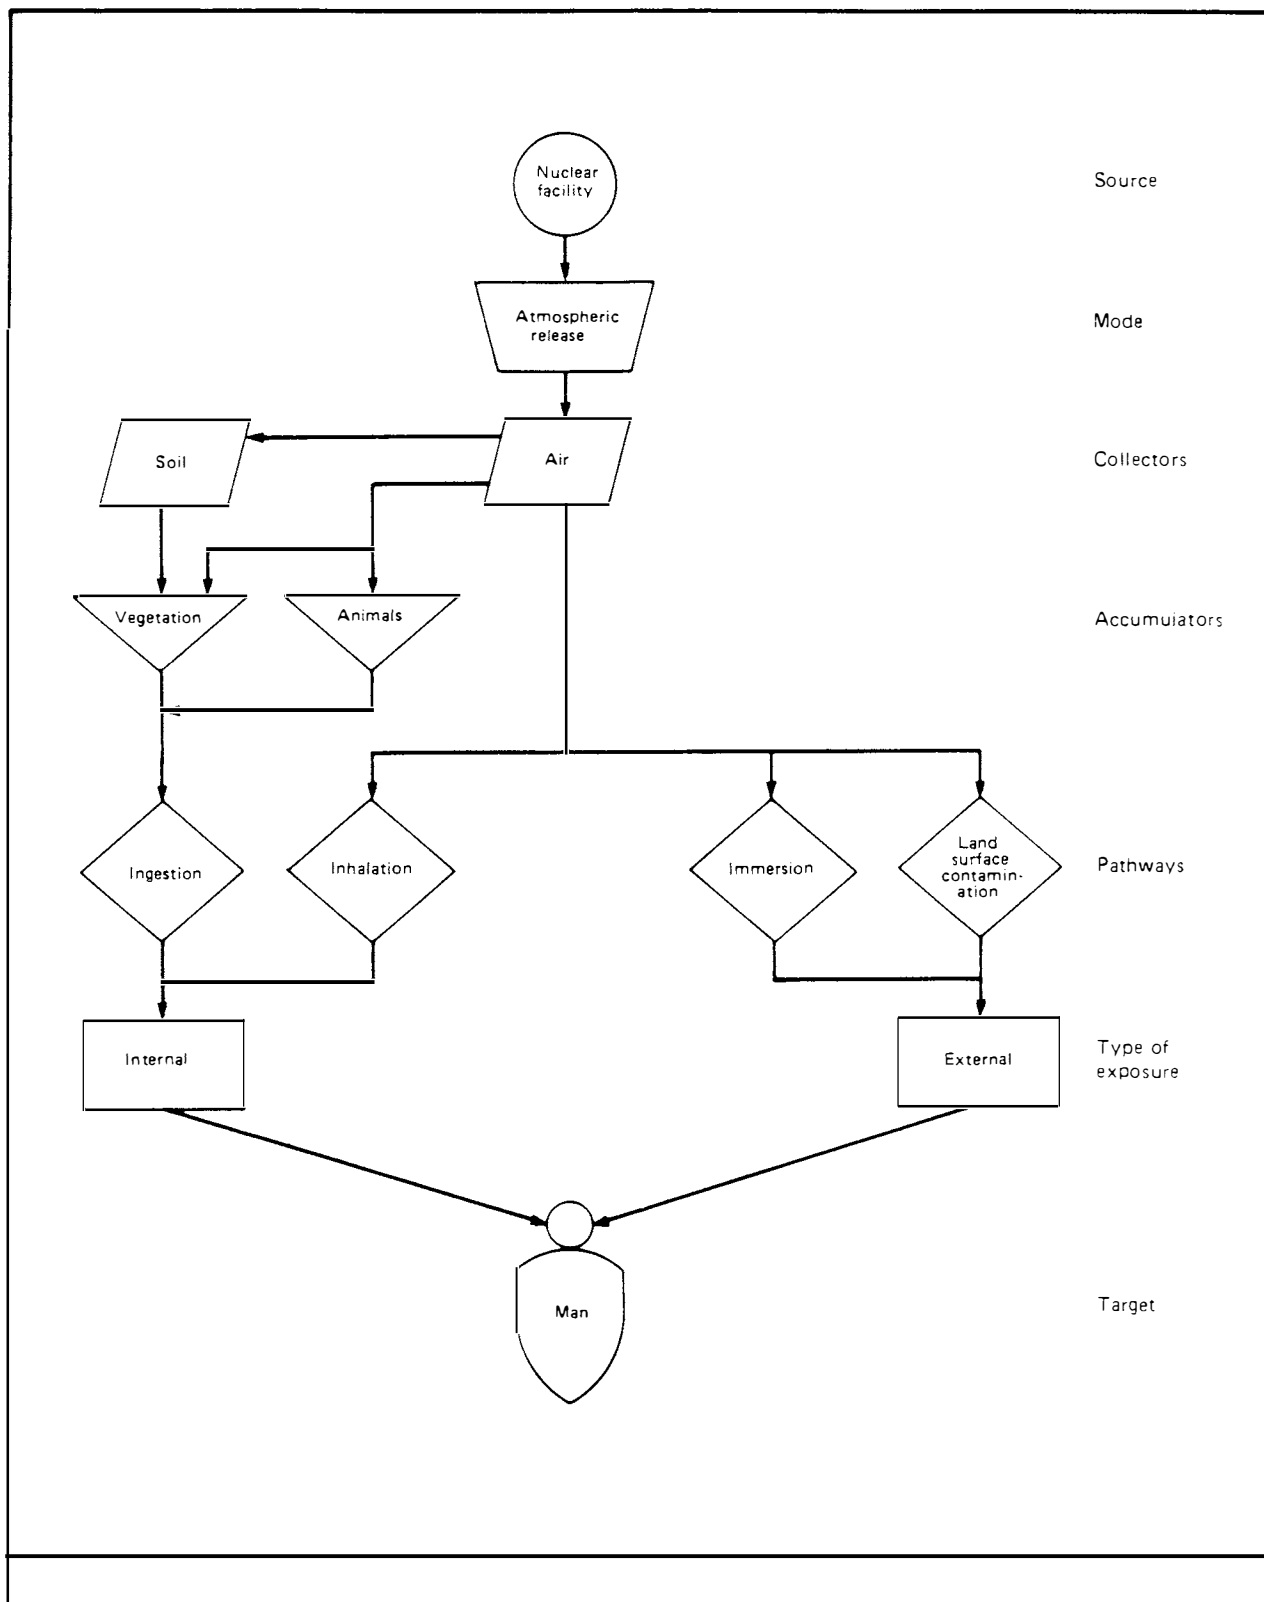 Nuclear
facility
Source
Atmospheric
release
Mode
Soil
Air
Collectors
Vegetation
Animals
Accumuiators
Ingestion
Inhalation
Immersion
Land
surface
contamin-
ation
Pathways
Internal
External
Type of
exposure
Man
Target